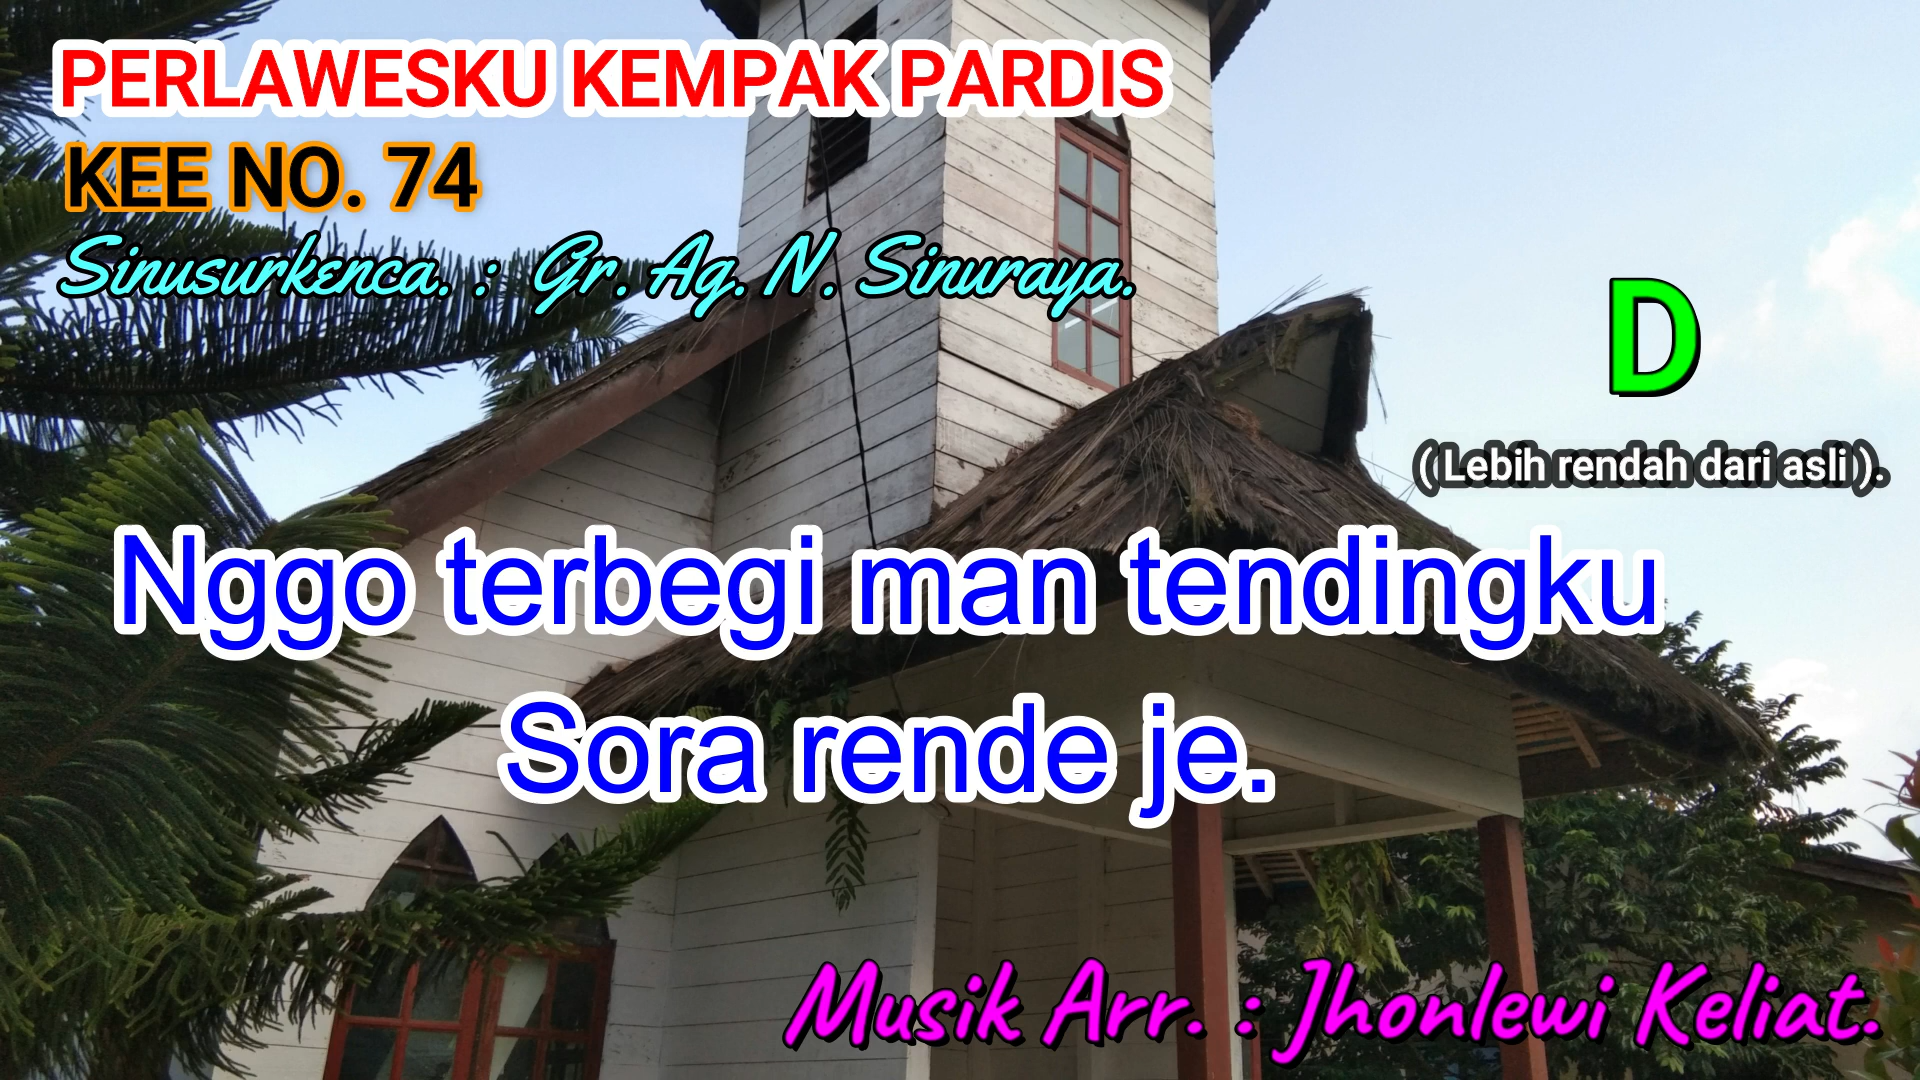 PERLAWESKU KEMPAK PARDIS
KEE NO. 74
Sinusurkenca. : Gr. Ag. N. Sinuraya.
D
( Lebih rendah dari asli ).
Nggo terbegi man tendingku
Sora rende je.
Musik Arr. : Jhonlewi Keliat.